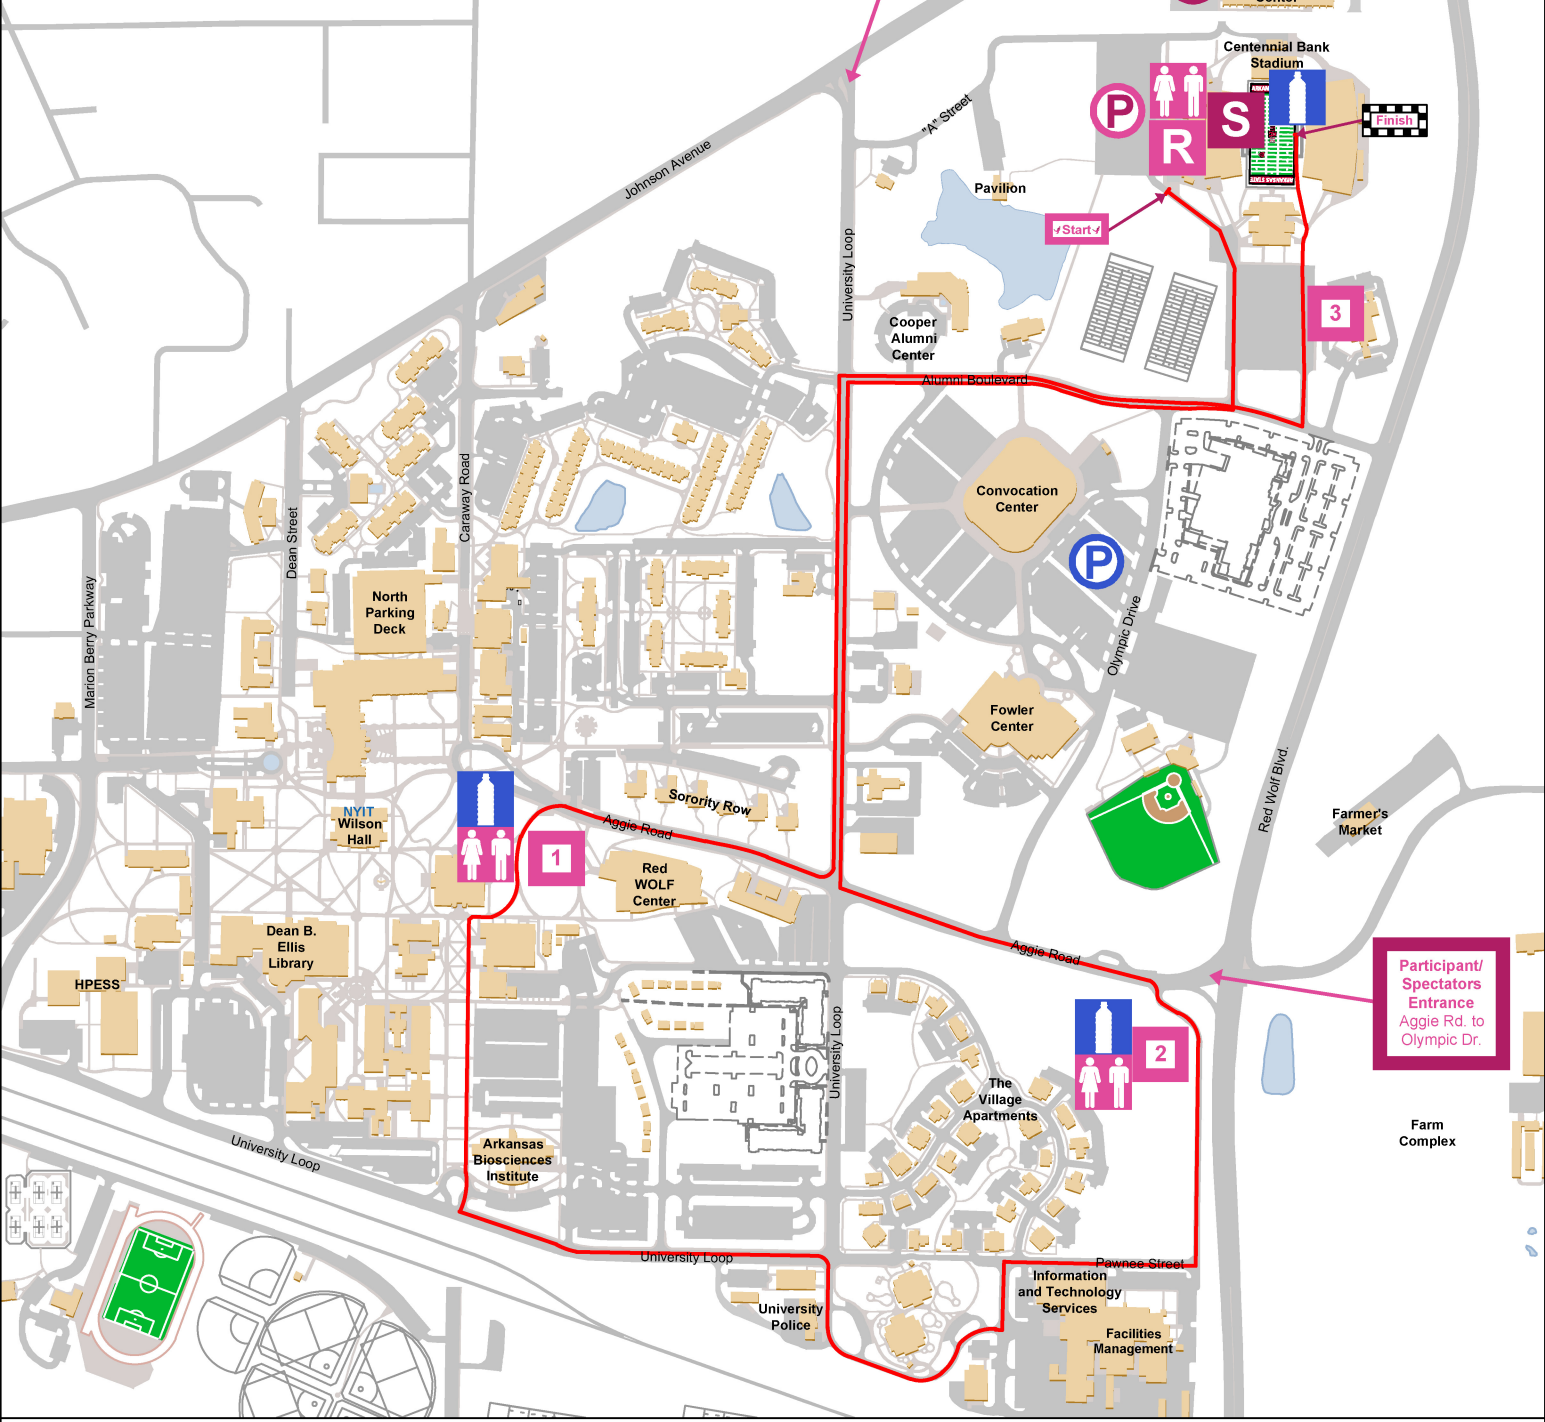 Center
Centennial Bank
Stadium
P
R
S
Finish
"A" Street
Johnson Avenue
Pavilion
Start
University Loop
3
Cooper
Alumni
Center
Alumni Boulevard
Caraway Road
Dean Street
Convocation
Center
P
Marion Berry Parkway
North
Parking
Deck
Olympic Drive
Fowler
Center
Red Wolf Blvd.
Sorority Row
NYIT
Wilson
Hall
Aggie Road
1
Farmer's
Market
Red
WOLF
Center
Dean B.
Ellis
Library
HPESS
Aggie Road
Participant/
Spectators
Entrance
Aggie Rd. to
Olympic Dr.
University Loop
2
The
Village
Apartments
Farm
Complex
University Loop
Arkansas
Biosciences
Institute
University Loop
Pawnee Street
Information
and Technology
Services
University
Police
Facilities
Management